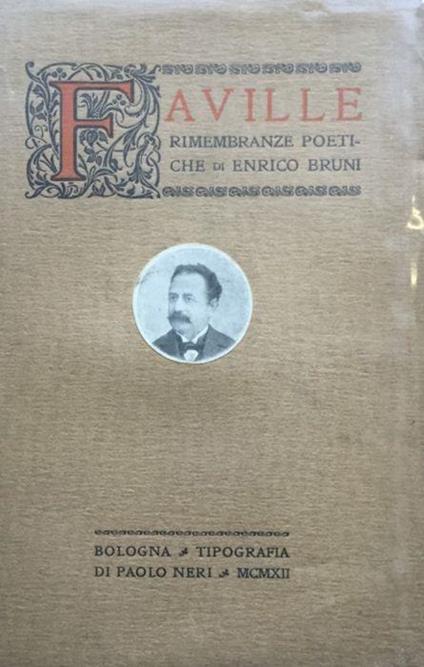 FAVILLE
RIMEMBRANZE POETI-
CHE DI ENRICO BRUNI
BOLOGNA TIPOGRAFIA
DI PAOLO NERI MCMXII